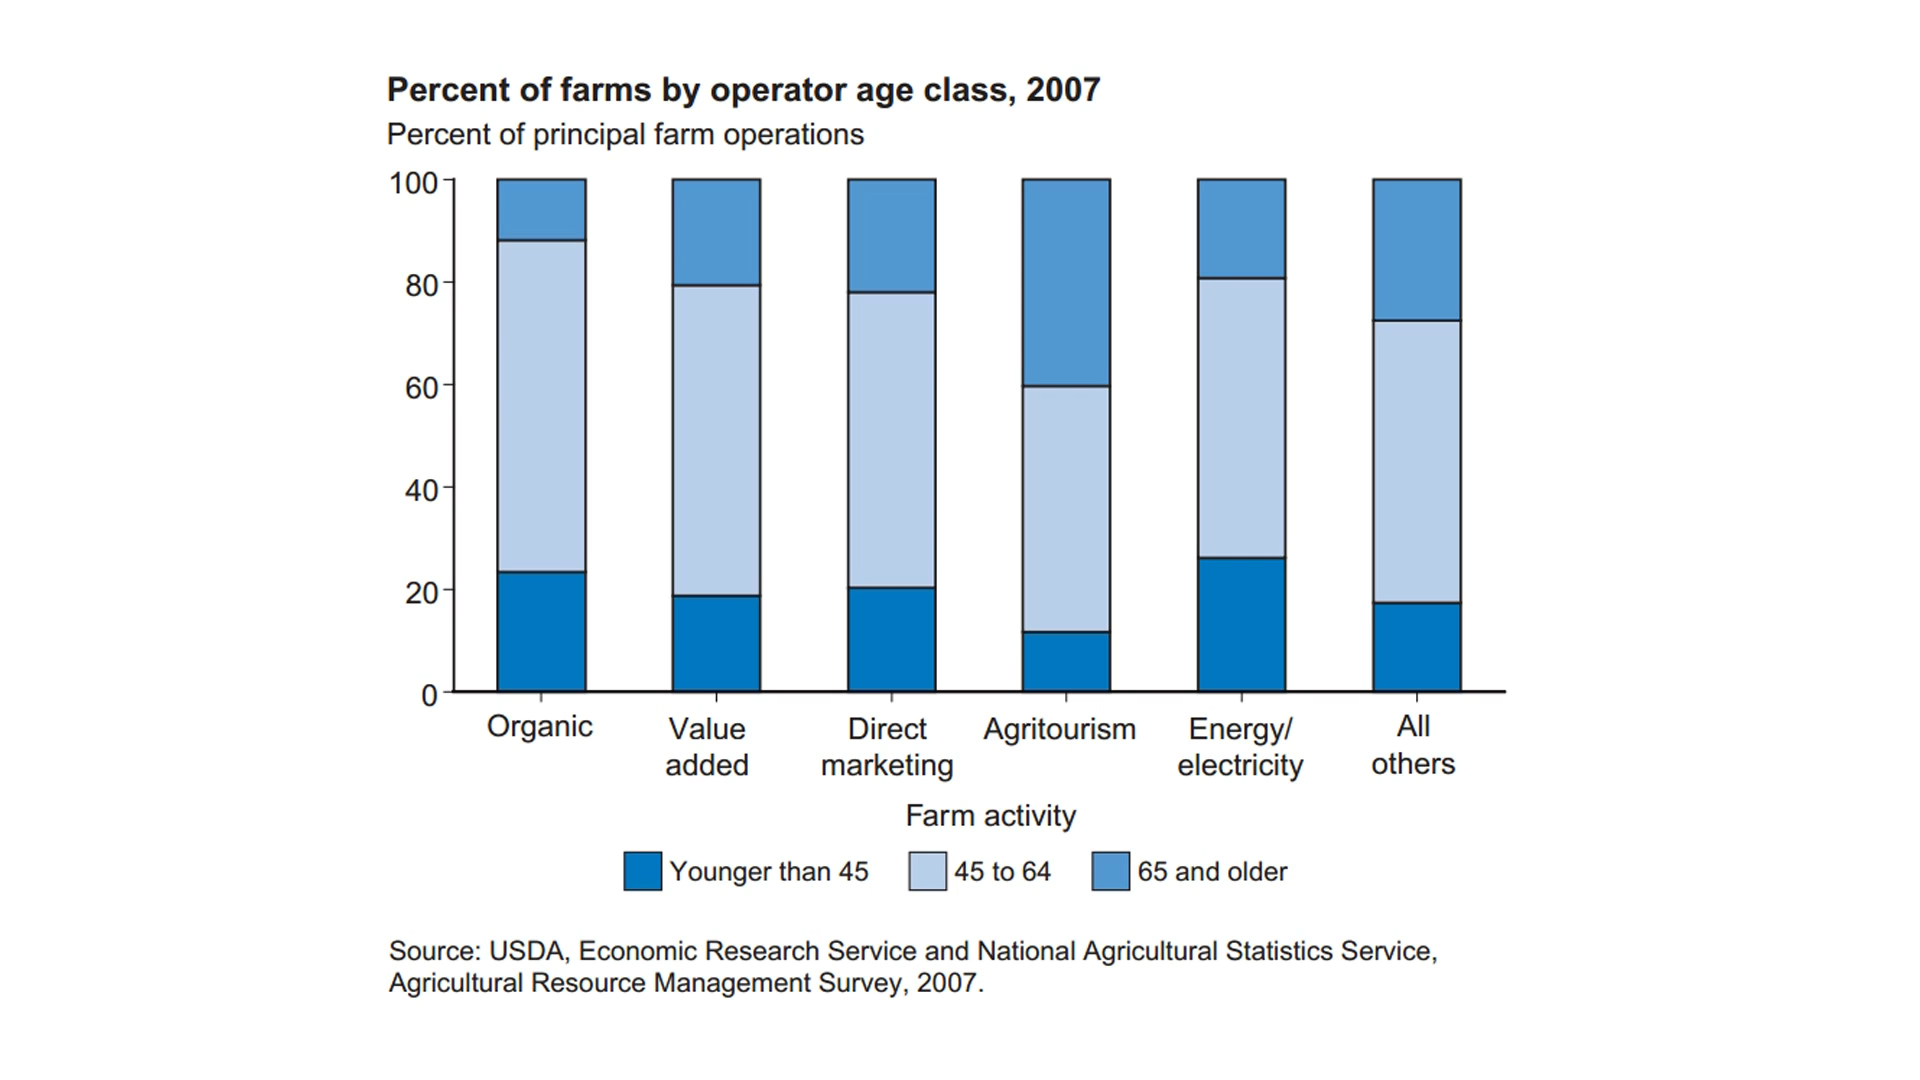 Percent of farms by operator age class, 2007
Percent of principal farm operations
100
80
60
40
20
0
Organic
Value
added
Direct
marketing
Agritourism
Energy/
electricity
All
others
Farm activity
Younger than 45
45 to 64
65 and older
Source: USDA, Economic Research Service and National Agricultural Statistics Service,
Agricultural Resource Management Survey, 2007.